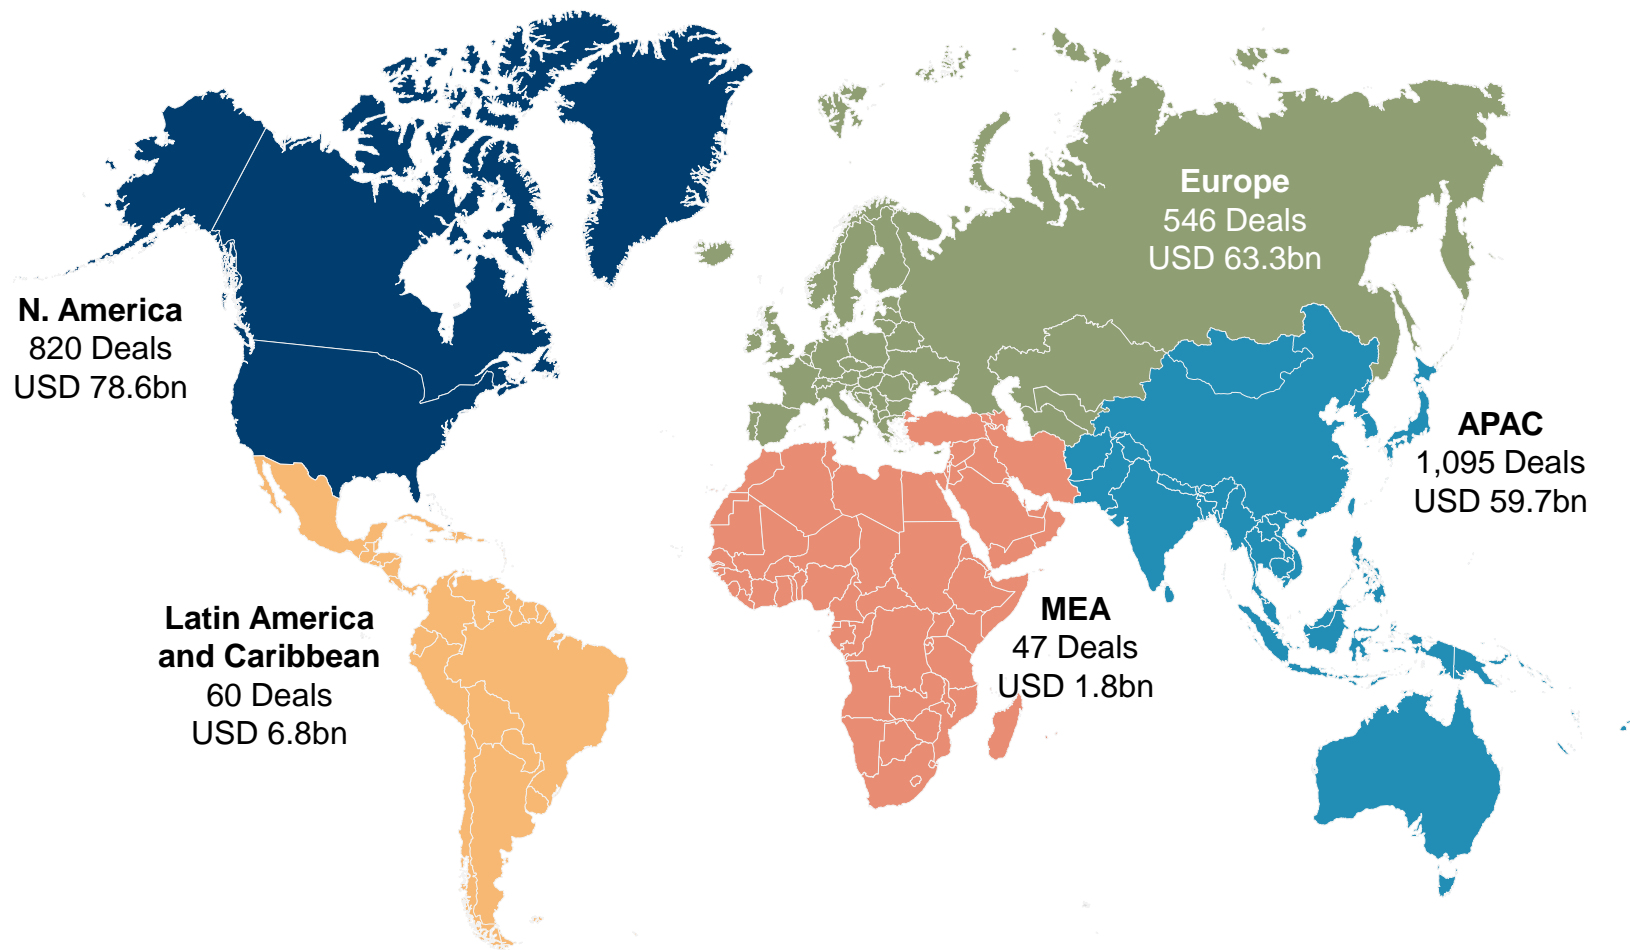 N. America
820 Deals
USD 78.6bn
Europe
546 Deals
USD 63.3bn
APAC
1,095 Deals
USD 59.7bn
Latin America
and Caribbean
60 Deals
USD 6.8bn
MEA
47 Deals
USD 1.8bn